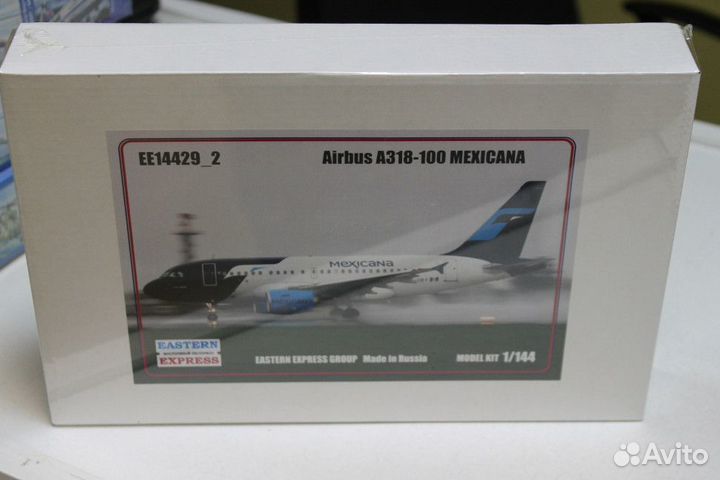 EE14429_2
Airbus A318-100 MEXICANA
MEXICANA
MEXICANA
EASTERN
EXPRESS
EASTERN EXPRESS GROUP Made in Russia
MODEL KIT 1/144
Avito